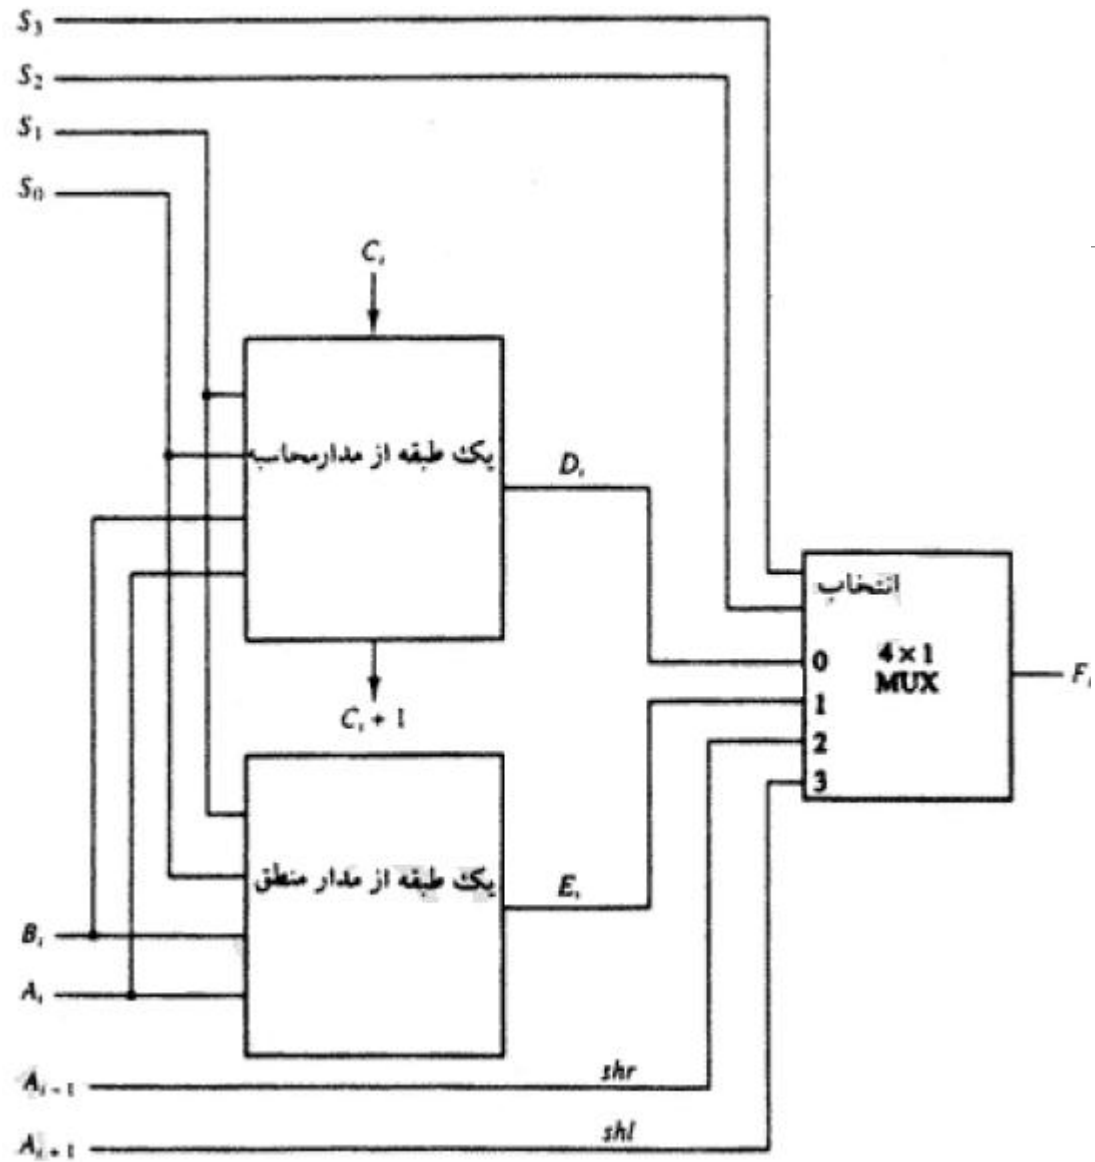 S₃
S₂
S₁
S₀
Cᵢ
یک طبقه از مدارمحاسبه
Dᵢ
Cᵢ + 1
انتخاب
4 × 1
MUX
0
1
2
3
Fᵢ
یک طبقه از مدار منطق
Eᵢ
Bᵢ
Aᵢ
Aᵢ₋₁
shr
Aᵢ₊₁
shl